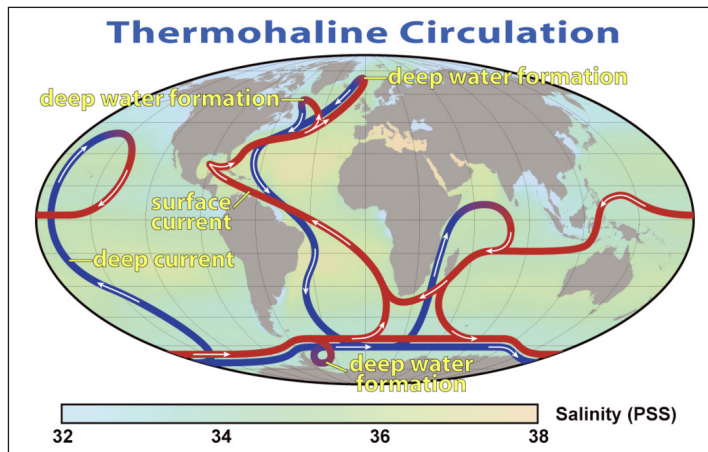 Thermohaline Circulation
deep water formation
deep water formation
surface
current
deep current
deep water
formation
Salinity (PSS)
32 34 36 38